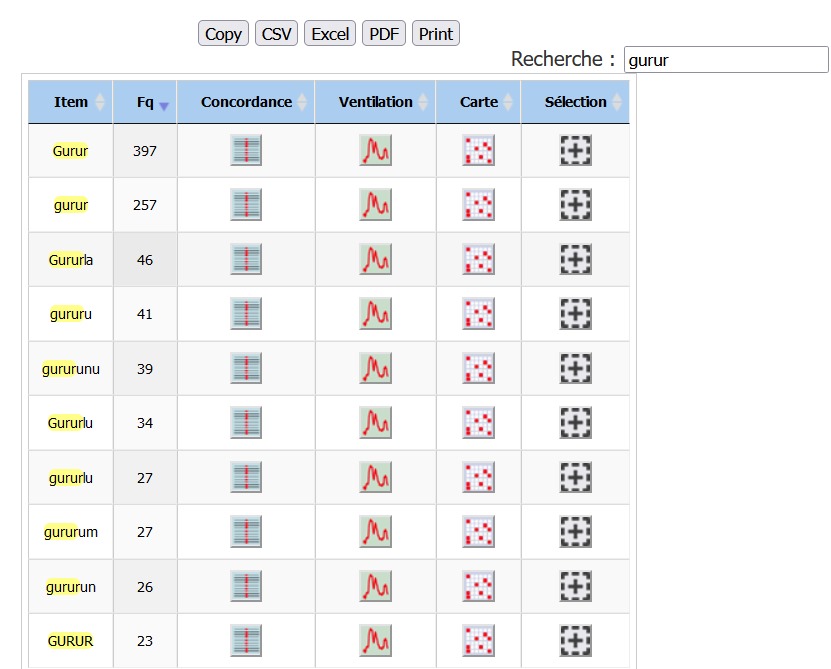 Copy CSV Excel PDF Print
Recherche : gurur
Item Fq Concordance Ventilation Carte Sélection
Gurur 397
gurur 257
Gururla 46
gururu 41
gururunu 39
Gururlu 34
gururlu 27
gururum 27
gururun 26
GURUR 23